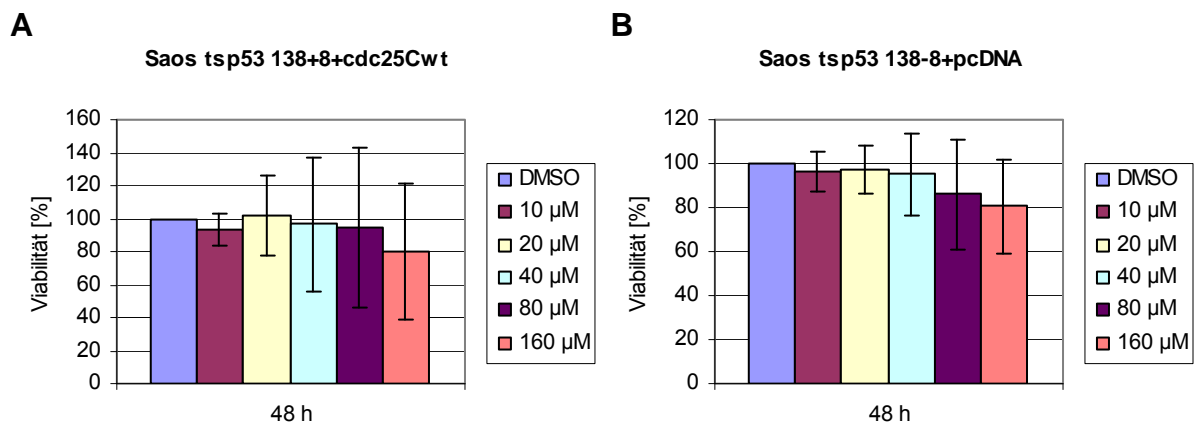 A
Saos tsp53 138+8+cdc25Cwt
Viabilität [%]
160
140
120
100
80
60
40
20
0
48 h
DMSO
10 µM
20 µM
40 µM
80 µM
160 µM
B
Saos tsp53 138-8+pcDNA
Viabilität [%]
120
100
80
60
40
20
0
48 h
DMSO
10 µM
20 µM
40 µM
80 µM
160 µM